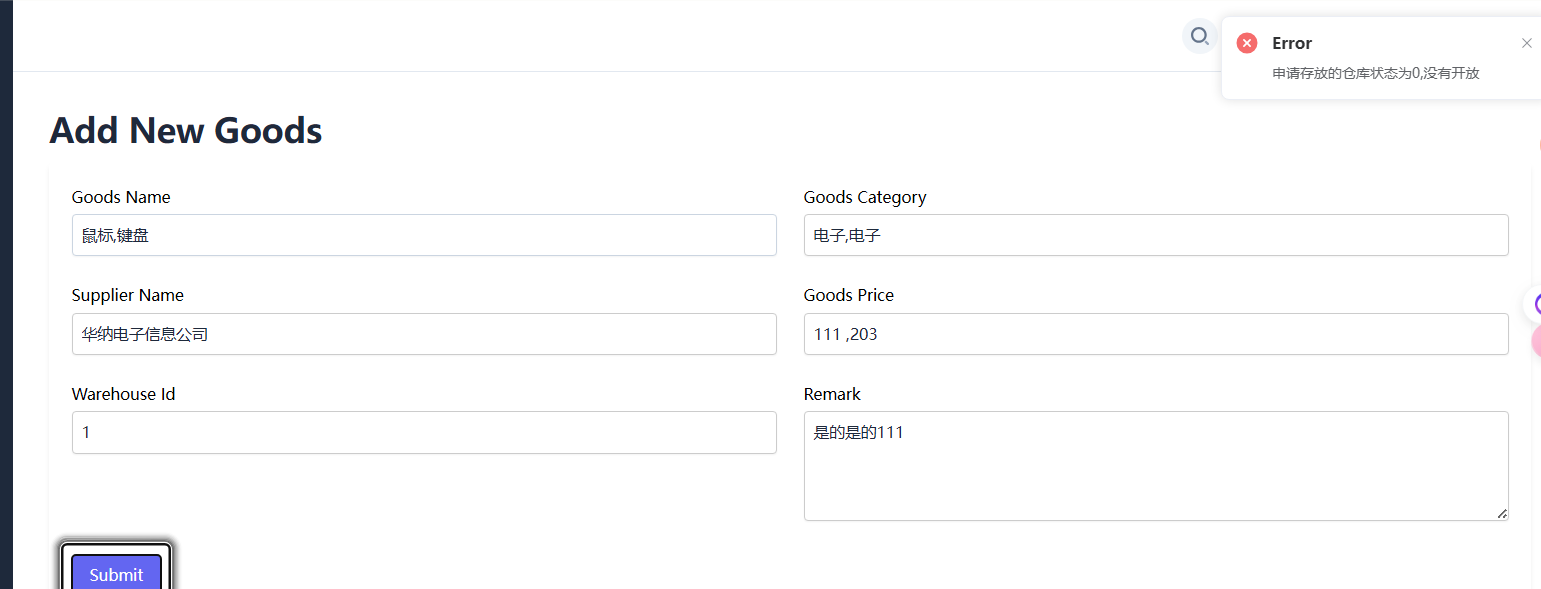 Error
申请存放的仓库状态为0,没有开放
Add New Goods
Goods Name
鼠标,键盘
Goods Category
电子,电子
Supplier Name
华纳电子信息公司
Goods Price
111 ,203
Warehouse Id
1
Remark
是的是的111
Submit